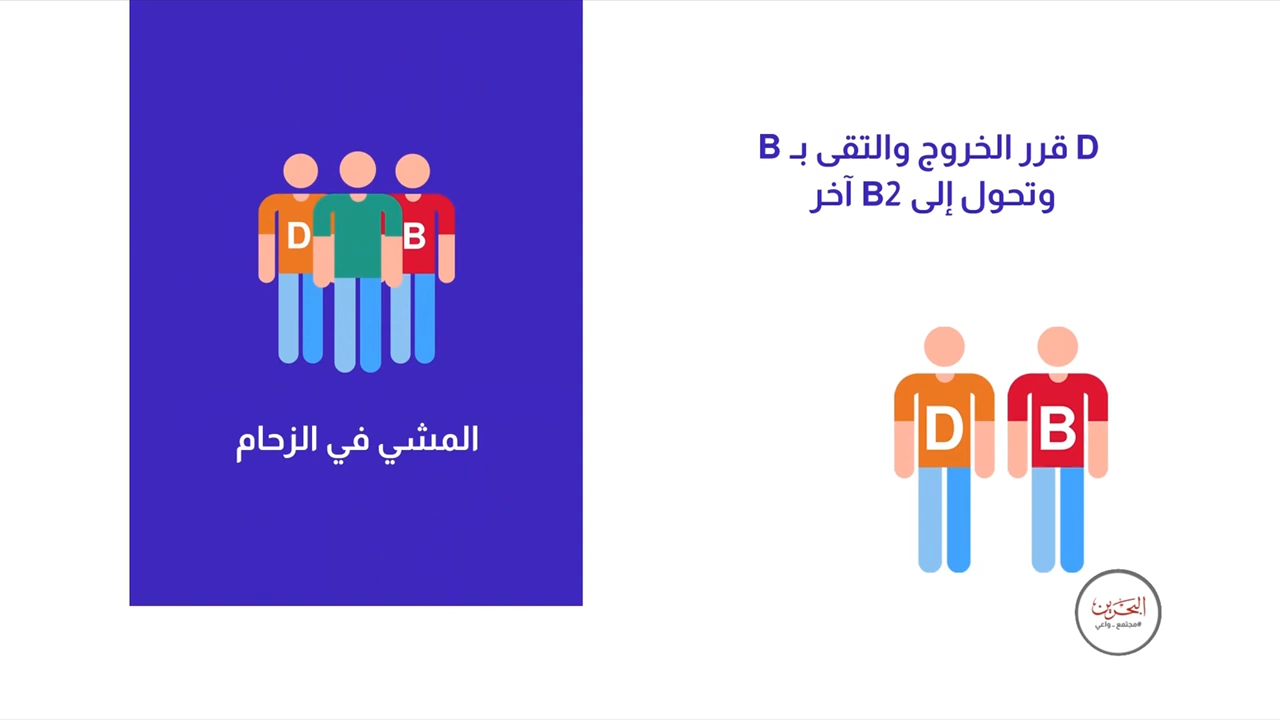 D قرر الخروج والتقى بـ B
وتحول إلى B2 آخر
D
B
المشي في الزحام
D
B
البحرين
#مجتمع_واعي